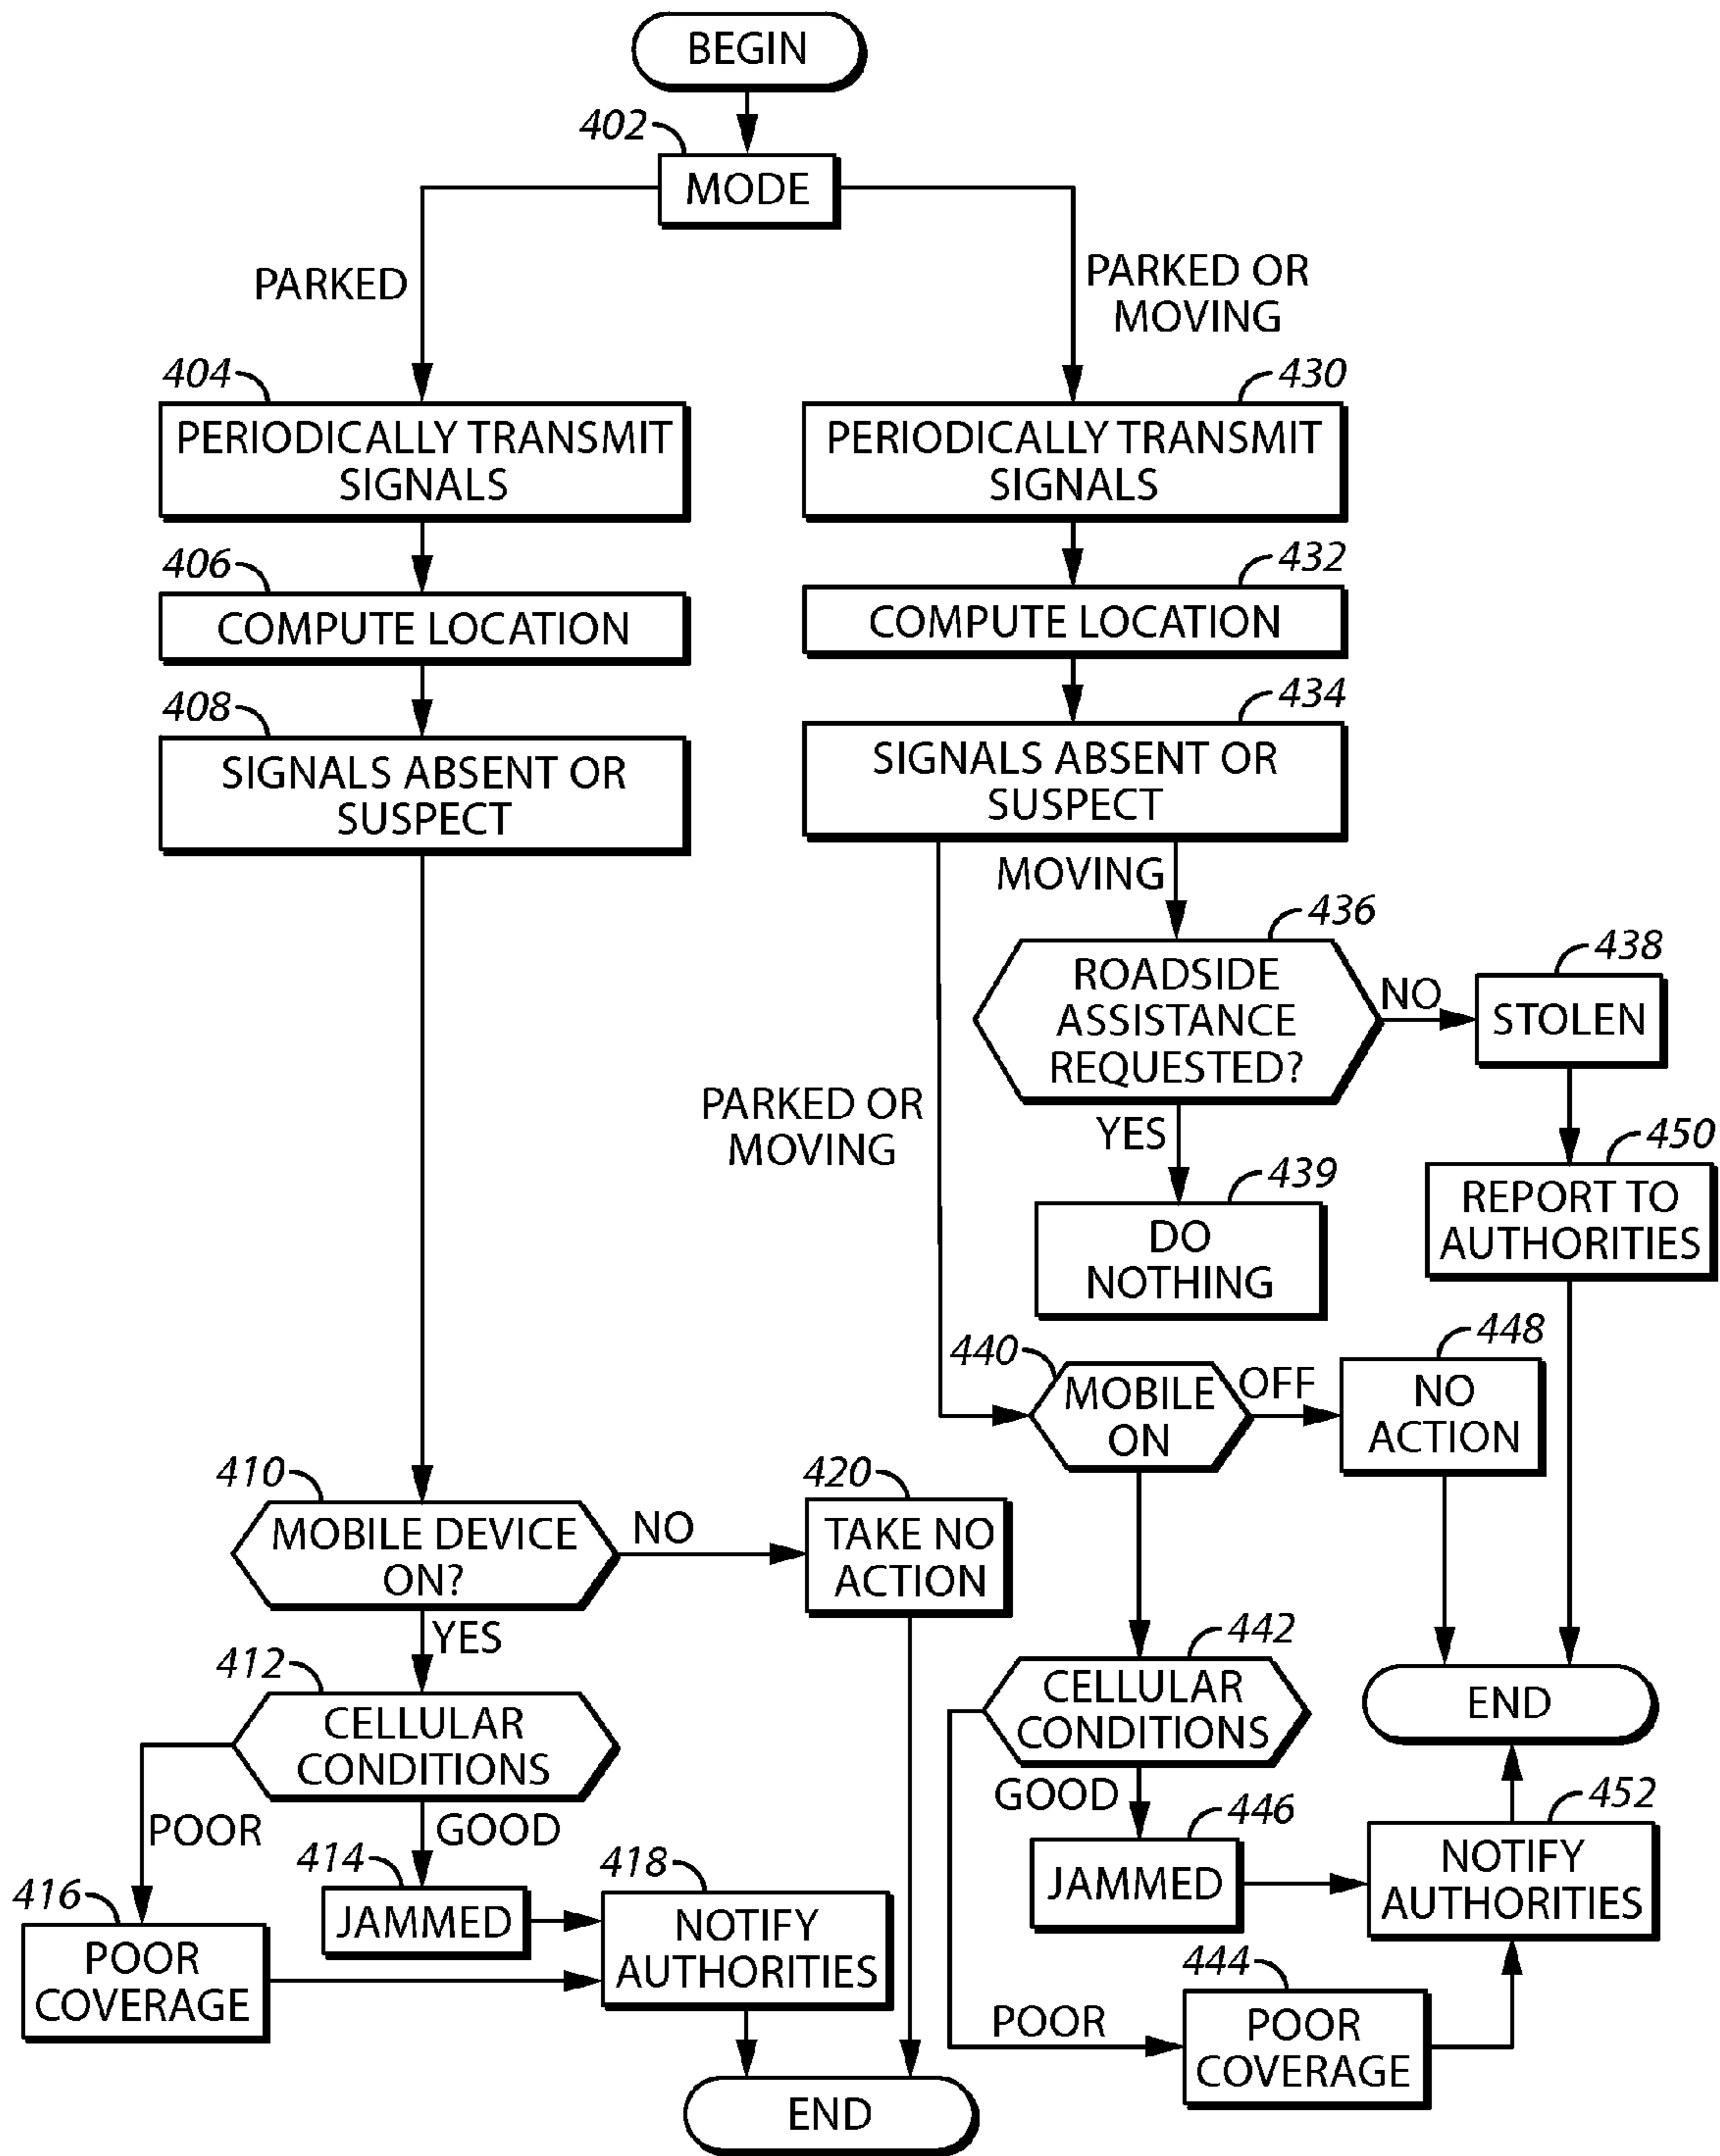 BEGIN
402
MODE
PARKED
PARKED OR
MOVING
404
PERIODICALLY TRANSMIT
SIGNALS
430
PERIODICALLY TRANSMIT
SIGNALS
406
COMPUTE LOCATION
432
COMPUTE LOCATION
408
SIGNALS ABSENT OR
SUSPECT
434
SIGNALS ABSENT OR
SUSPECT
MOVING
436
ROADSIDE
ASSISTANCE
REQUESTED?
NO
438
STOLEN
PARKED OR
MOVING
YES
439
DO
NOTHING
450
REPORT TO
AUTHORITIES
440
MOBILE
ON
OFF
448
NO
ACTION
410
MOBILE DEVICE
ON?
NO
420
TAKE NO
ACTION
YES
412
CELLULAR
CONDITIONS
442
CELLULAR
CONDITIONS
END
POOR
GOOD
414
JAMMED
416
POOR
COVERAGE
418
NOTIFY
AUTHORITIES
END
GOOD
446
JAMMED
452
NOTIFY
AUTHORITIES
POOR
444
POOR
COVERAGE